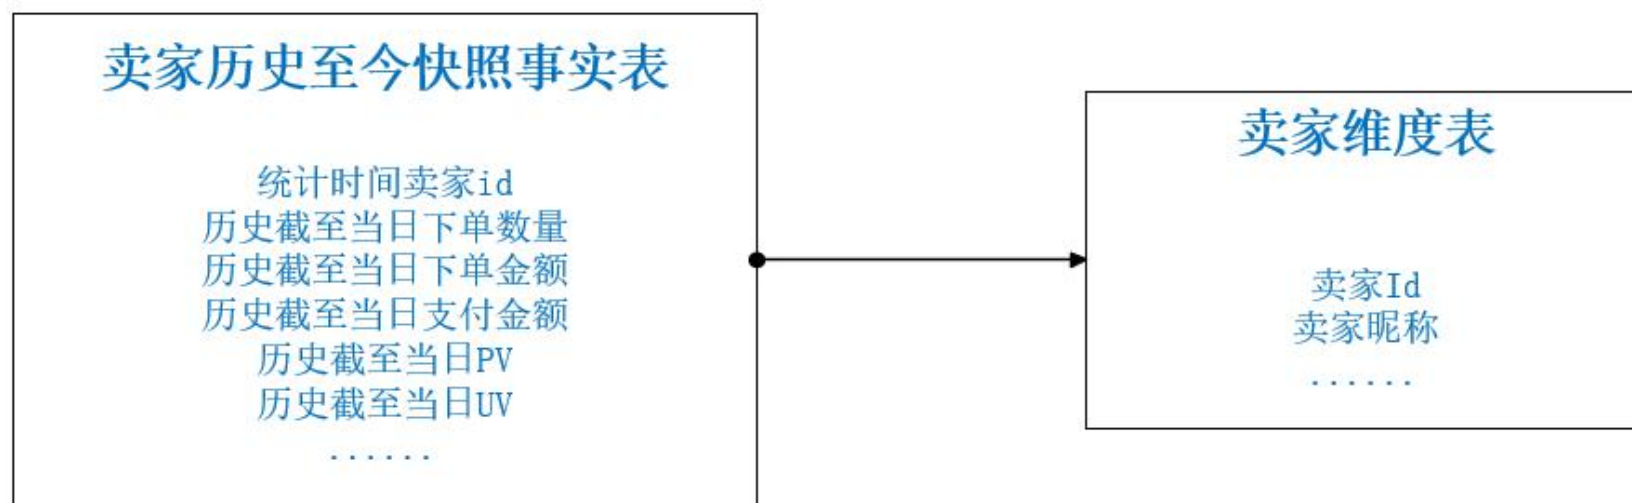 卖家历史至今快照事实表
统计时间卖家id
历史截至当日下单数量
历史截至当日下单金额
历史截至当日支付金额
历史截至当日PV
历史截至当日UV
......
卖家维度表
卖家Id
卖家昵称
......